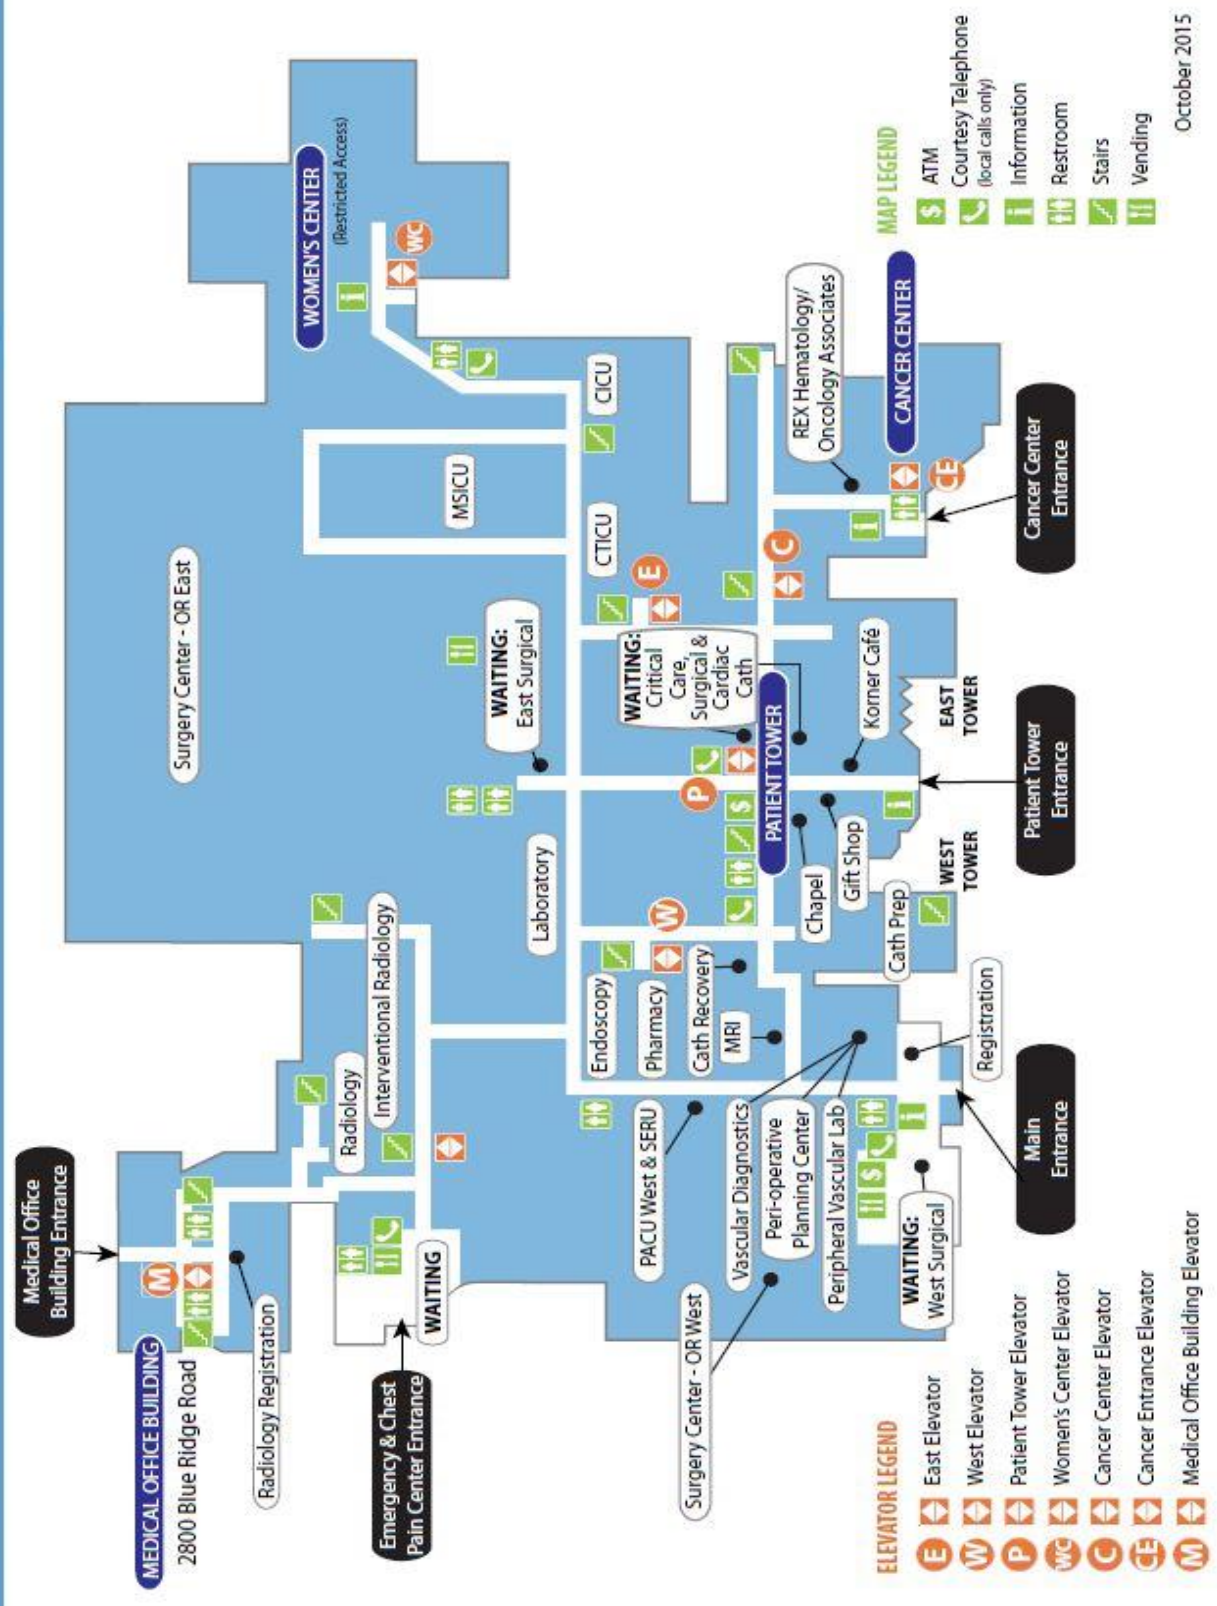 Medical Office
Building Entrance
MEDICAL OFFICE BUILDING
2800 Blue Ridge Road
M
Radiology Registration
Emergency & Chest
Pain Center Entrance
WAITING
Radiology
Interventional Radiology
Surgery Center - OR East
WOMEN'S CENTER
(Restricted Access)
WC
MSICU
CICU
CTICU
E
WAITING:
East Surgical
Laboratory
Endoscopy
Pharmacy
W
Cath Recovery
MRI
PACU West & SERU
Vascular Diagnostics
Peri-operative
Planning Center
Peripheral Vascular Lab
Surgery Center - OR West
WAITING:
West Surgical
Main
Entrance
Registration
Cath Prep
WEST
TOWER
Chapel
Gift Shop
PATIENT TOWER
P
WAITING:
Critical
Care,
Surgical &
Cardiac
Cath
Korner Café
EAST
TOWER
Patient Tower
Entrance
C
REX Hematology/
Oncology Associates
CANCER CENTER
CE
Cancer Center
Entrance
ELEVATOR LEGEND
E East Elevator
W West Elevator
P Patient Tower Elevator
WC Women's Center Elevator
C Cancer Center Elevator
CE Cancer Entrance Elevator
M Medical Office Building Elevator
MAP LEGEND
$ ATM
Courtesy Telephone
(local calls only)
i Information
Restroom
Stairs
Vending
October 2015